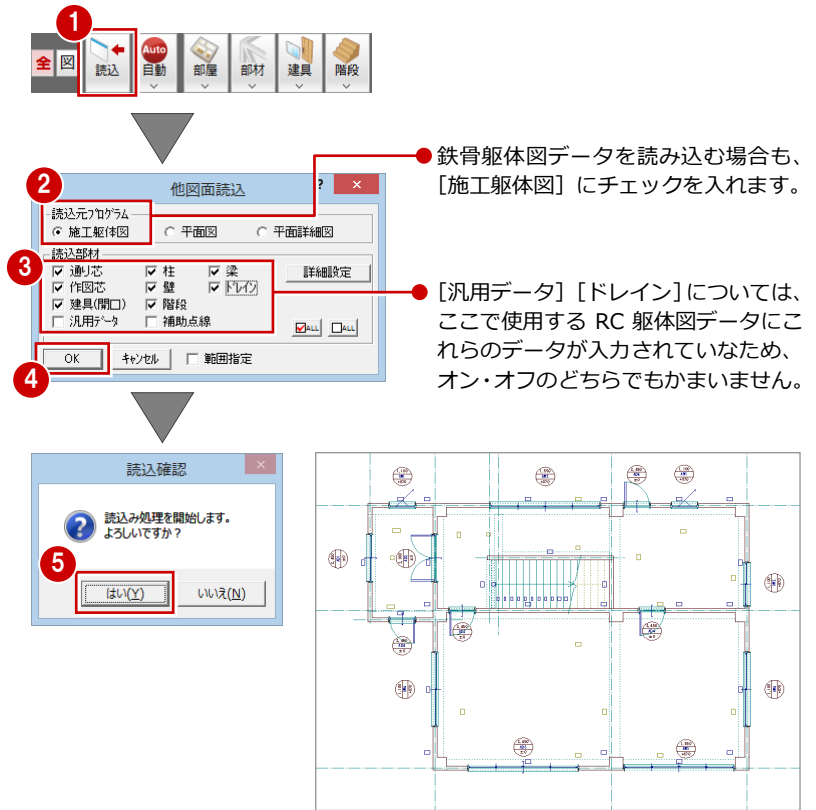 1
全 図 読込 Auto 自動 部屋 部材 建具 階段
鉄骨躯体図データを読み込む場合も、
［施工躯体図］にチェックを入れます。
2
他図面読込 ? ×
読込元プログラム
施工躯体図 平面図 平面詳細図
3
読込部材
通り芯 柱 梁 詳細設定
作図芯 壁 ドレイン
建具(開口) 階段
汎用データ 補助点線 ALL ALL
4
OK キャンセル 範囲指定
［汎用データ］［ドレイン］については、
ここで使用する RC 躯体図データにこ
れらのデータが入力されていなため、
オン・オフのどちらでもかまいません。
読込確認 ×
読込み処理を開始します。
よろしいですか？
5
はい(Y) いいえ(N)